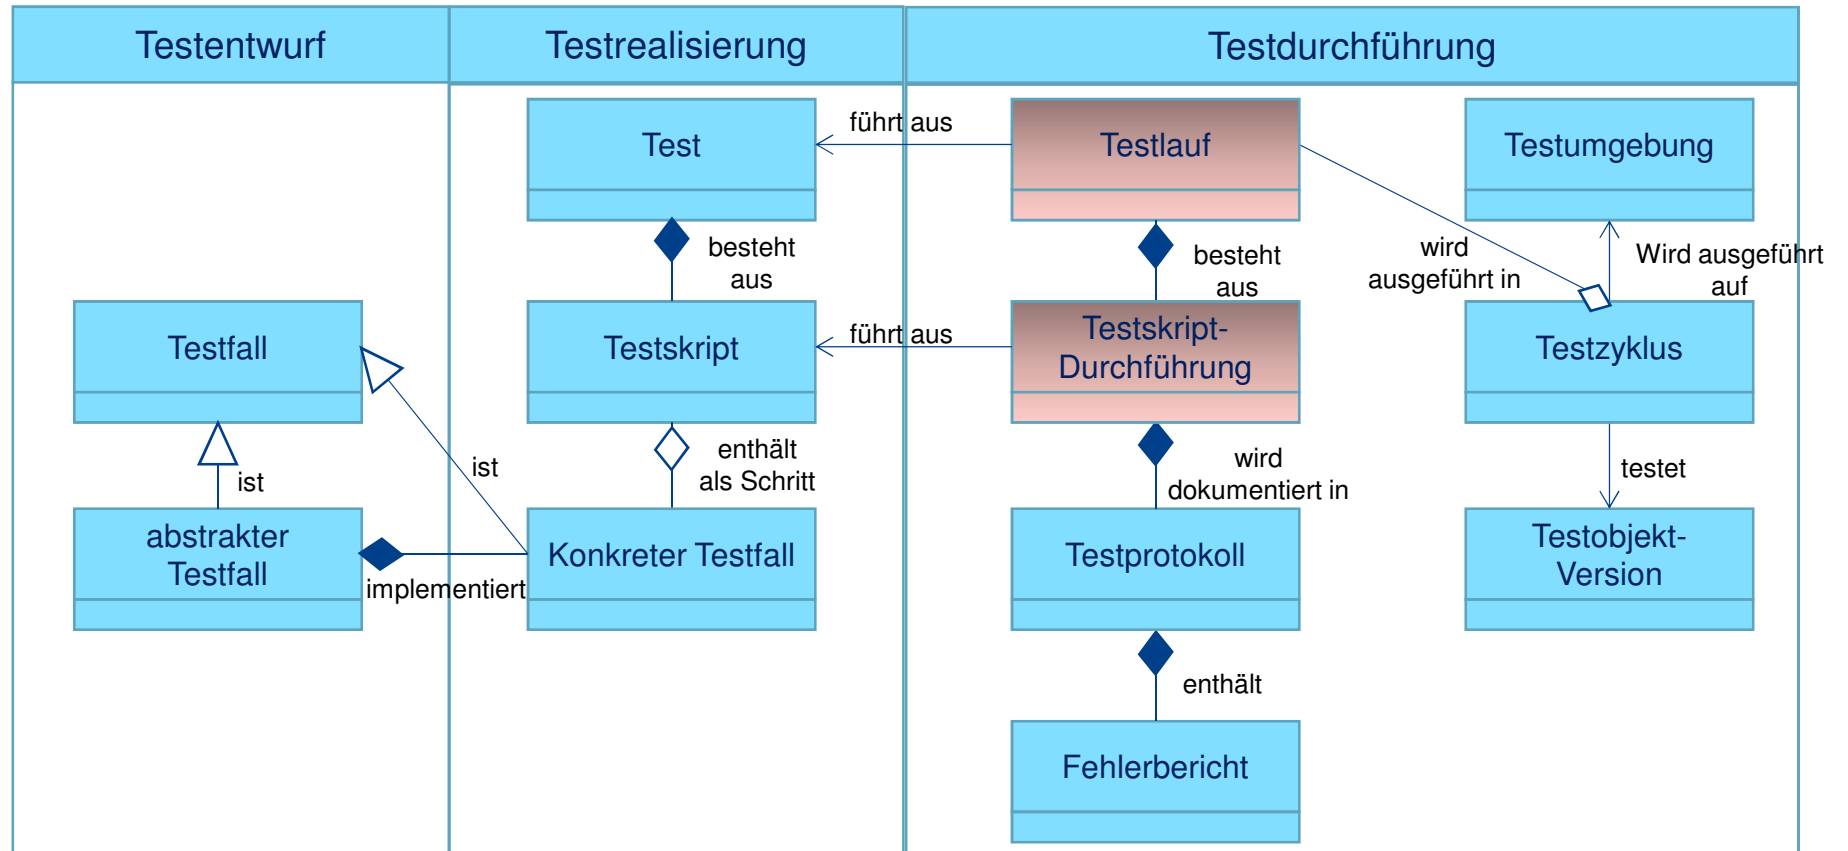 Testentwurf
Testrealisierung
Testdurchführung
Test
führt aus
Testlauf
Testumgebung
besteht
aus
besteht
aus
wird
ausgeführt in
Wird ausgeführt
auf
Testfall
Testskript
führt aus
Testskript-
Durchführung
Testzyklus
ist
ist
enthält
als Schritt
wird
dokumentiert in
testet
abstrakter
Testfall
implementiert
Konkreter Testfall
Testprotokoll
Testobjekt-
Version
enthält
Fehlerbericht